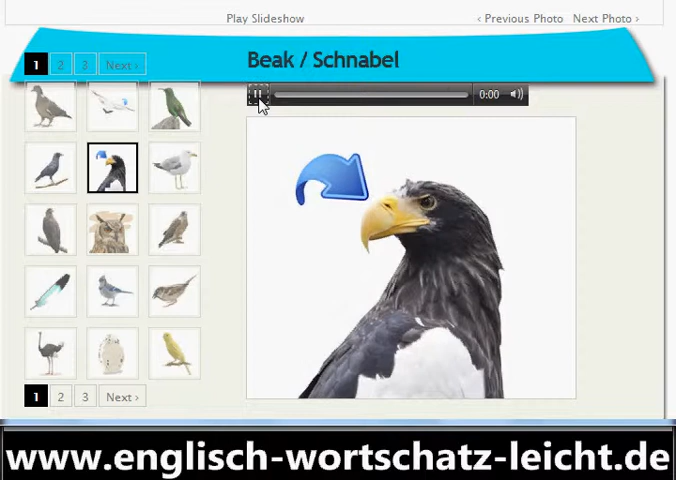 Play Slideshow ‹ Previous Photo Next Photo ›
Beak / Schnabel
1 2 3 Next ›
0:00
1 2 3 Next ›
www.englisch-wortschatz-leicht.de